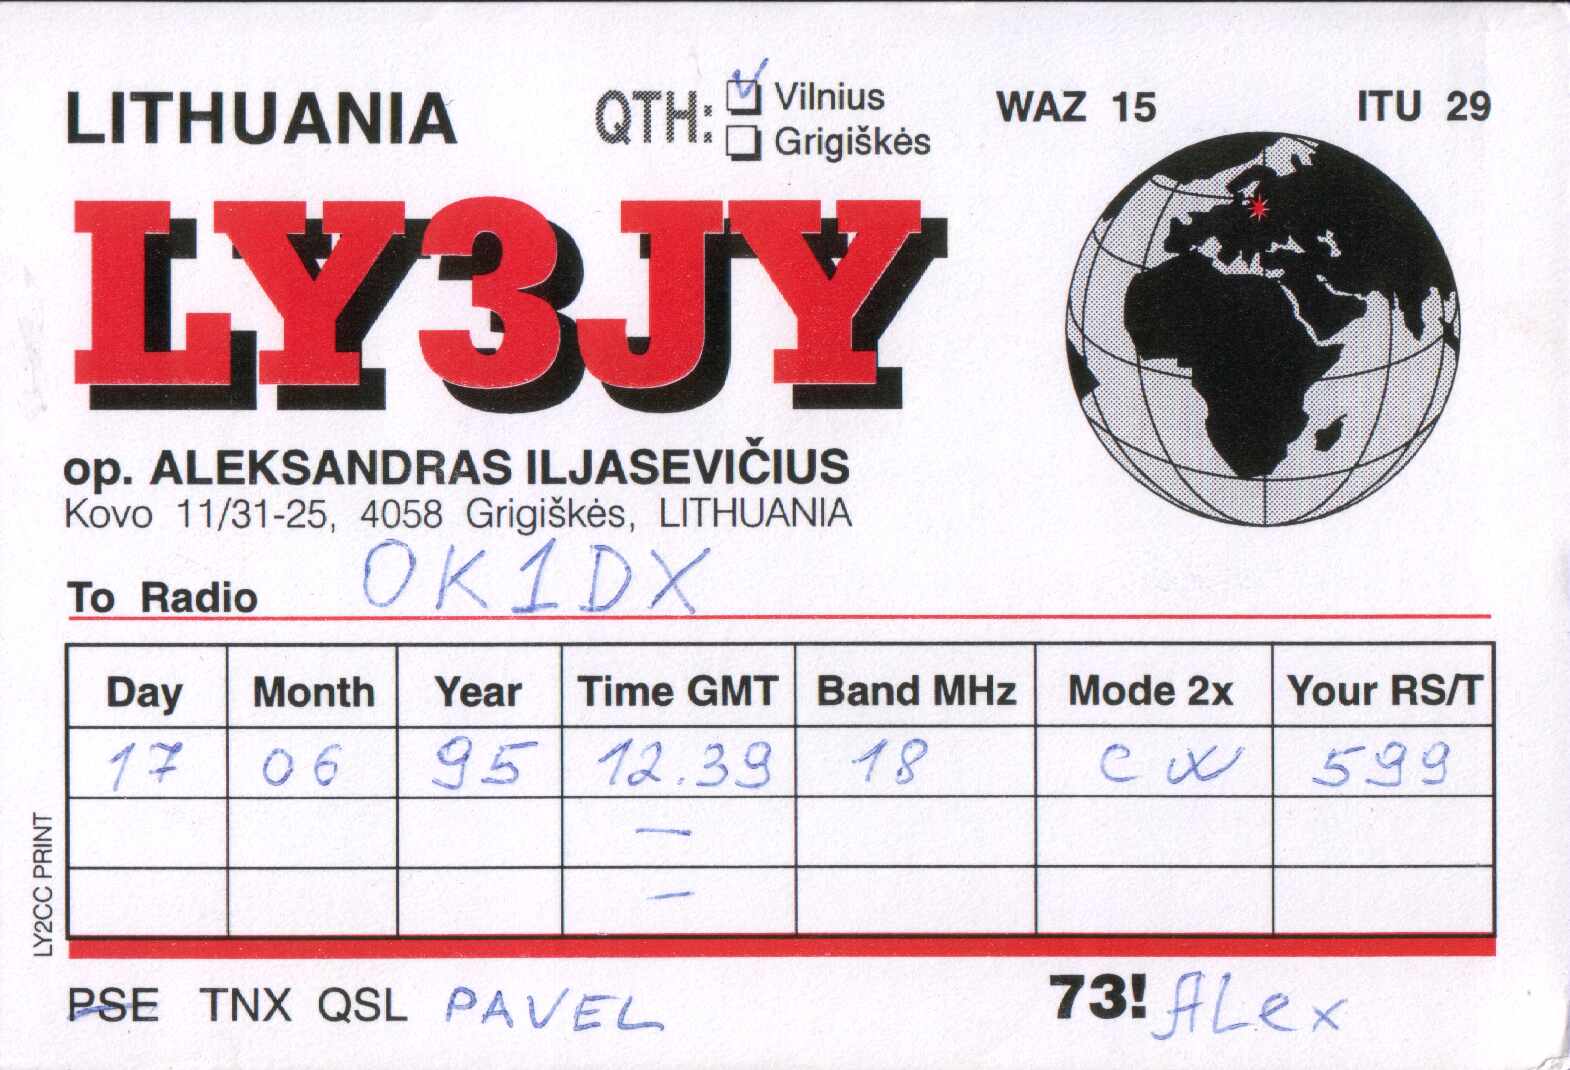 LITHUANIA QTH: Vilnius WAZ 15 ITU 29
Grigiškės
LY3JY
op. ALEKSANDRAS ILJASEVIČIUS
Kovo 11/31-25, 4058 Grigiškės, LITHUANIA
To Radio OK1DX
Day Month Year Time GMT Band MHz Mode 2x Your RS/T
17 06 95 12.39 18 CW 599
—
—
LY2CC PRINT
PSE TNX QSL PAVEL 73! ALex